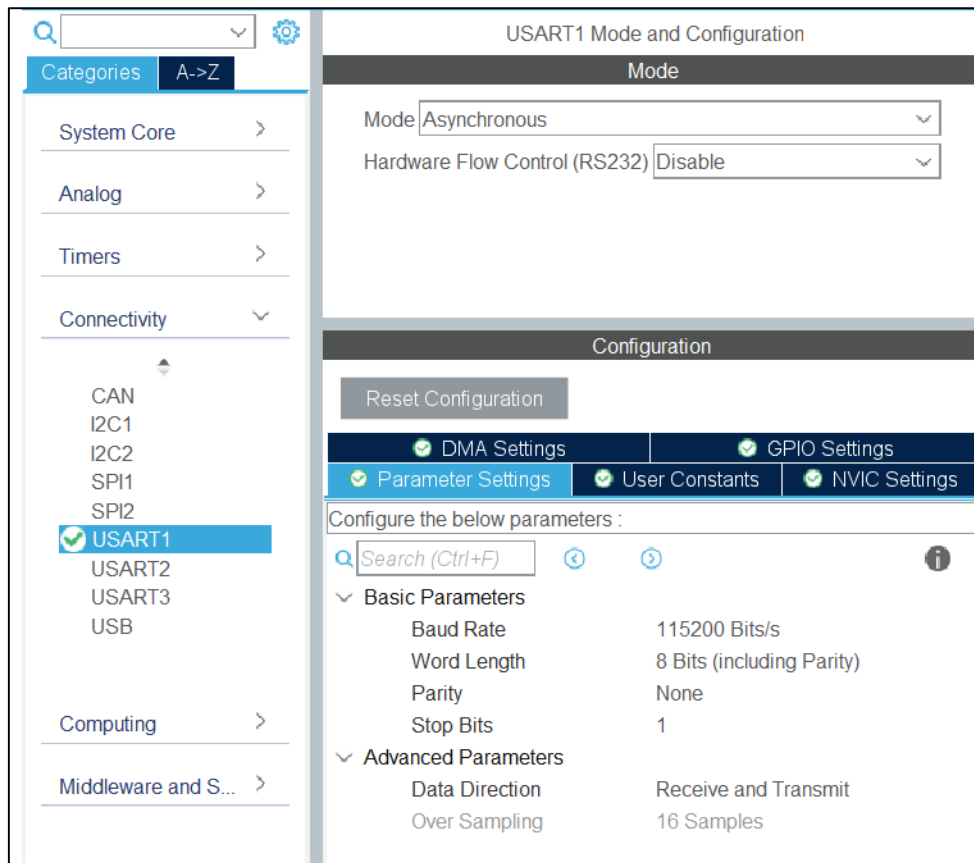 Categories
A->Z
System Core
Analog
Timers
Connectivity
CAN
I2C1
I2C2
SPI1
SPI2
USART1
USART2
USART3
USB
Computing
Middleware and S...
USART1 Mode and Configuration
Mode
Mode Asynchronous
Hardware Flow Control (RS232) Disable
Configuration
Reset Configuration
DMA Settings GPIO Settings
Parameter Settings User Constants NVIC Settings
Configure the below parameters :
Search (Ctrl+F)
Basic Parameters
Baud Rate 115200 Bits/s
Word Length 8 Bits (including Parity)
Parity None
Stop Bits 1
Advanced Parameters
Data Direction Receive and Transmit
Over Sampling 16 Samples